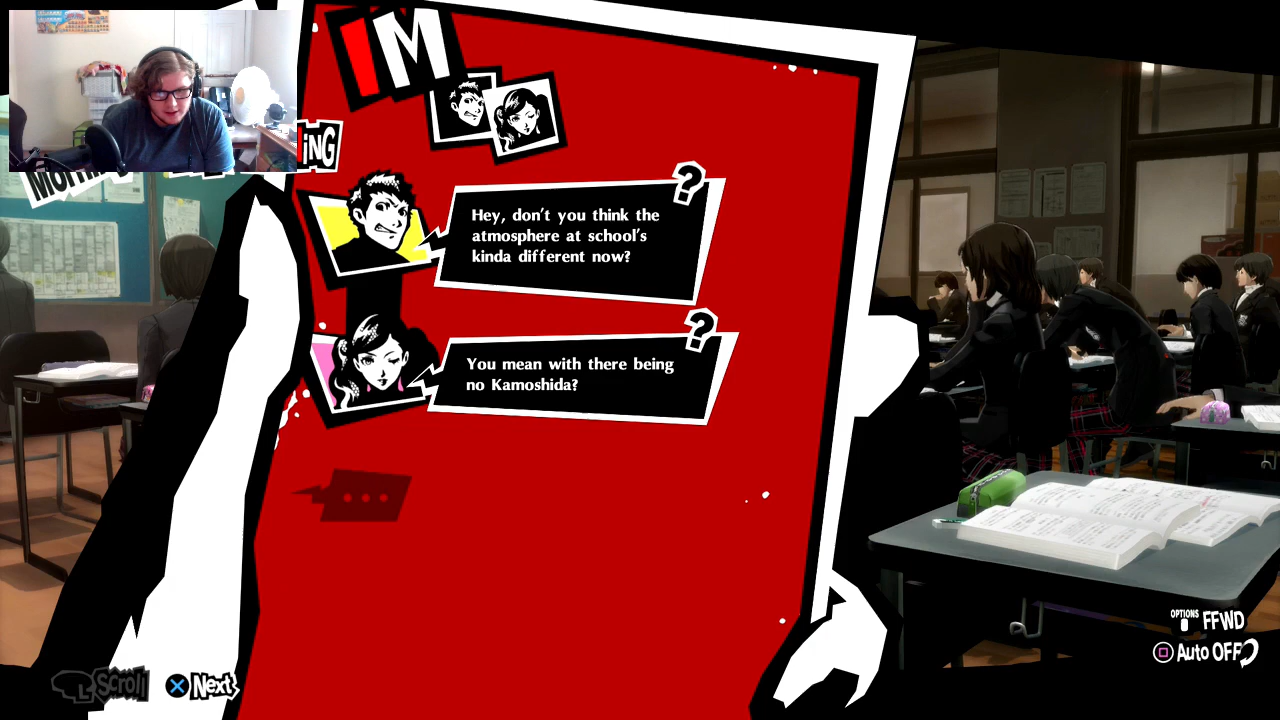 IM
Hey, don't you think the
atmosphere at school's
kinda different now?
?
You mean with there being
no Kamoshida?
?
...
OPTIONS
FFWD
Auto OFF
L Scroll
Next